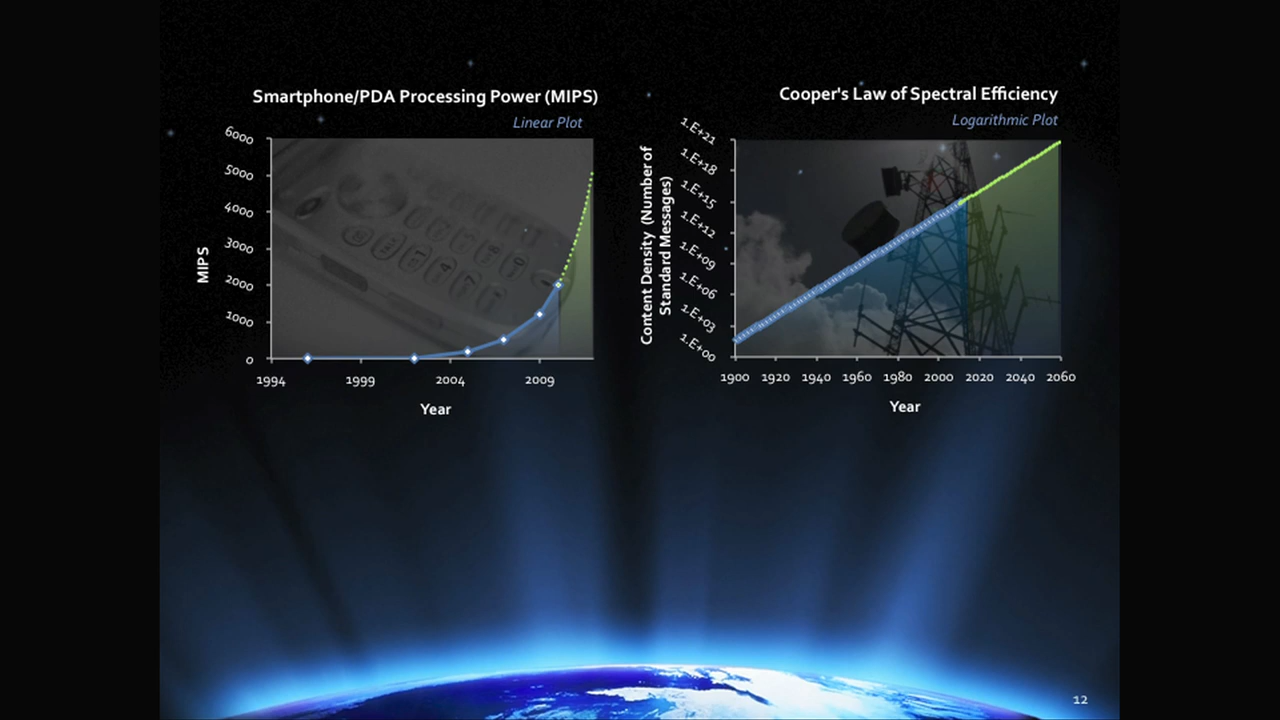 Smartphone/PDA Processing Power (MIPS)
Linear Plot
6000
5000
4000
3000
2000
1000
0
MIPS
1994 1999 2004 2009
Year
Cooper's Law of Spectral Efficiency
Logarithmic Plot
1.E+21
1.E+18
1.E+15
1.E+12
1.E+09
1.E+06
1.E+03
1.E+00
Content Density (Number of
Standard Messages)
1900 1920 1940 1960 1980 2000 2020 2040 2060
Year
12